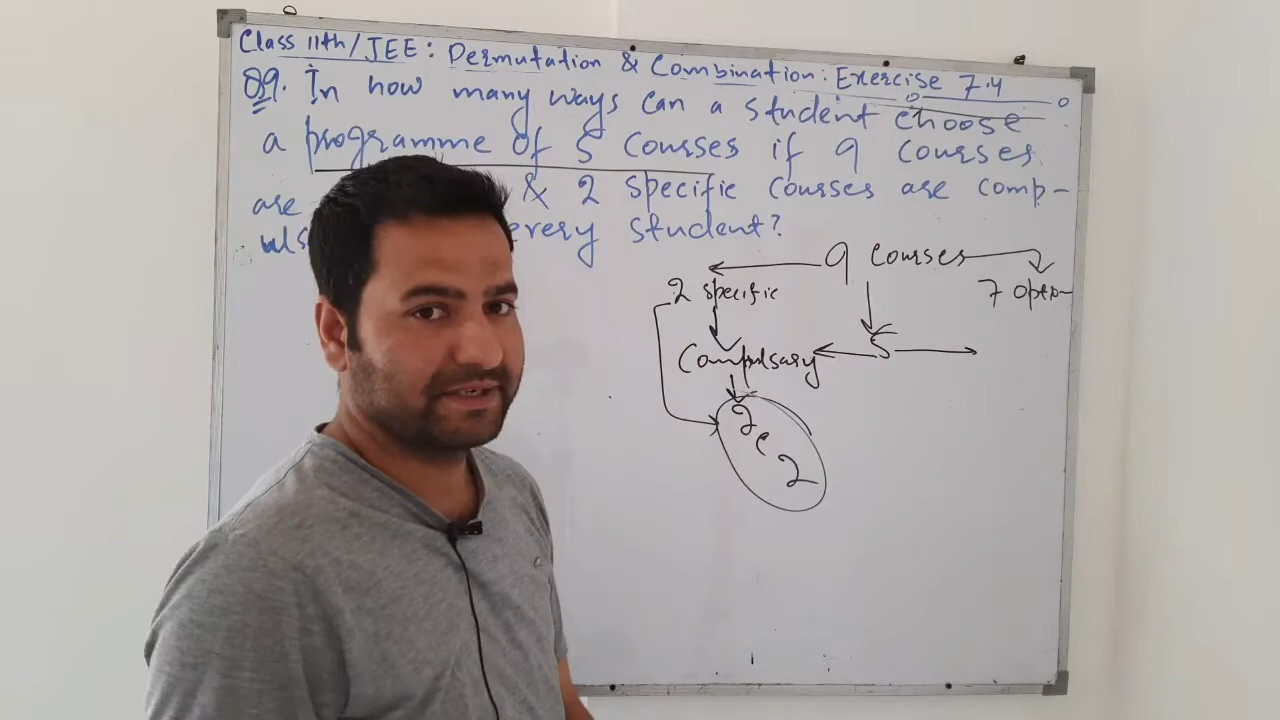 Class 11th/JEE: Permutation & Combination: Exercise 7.4
Q9. In how many ways can a student choose
a programme of 5 courses if 9 courses
are & 2 specific courses are comp-
uls every student?
9 courses
2 specific
7 optio-
Compulsary
5
2c2